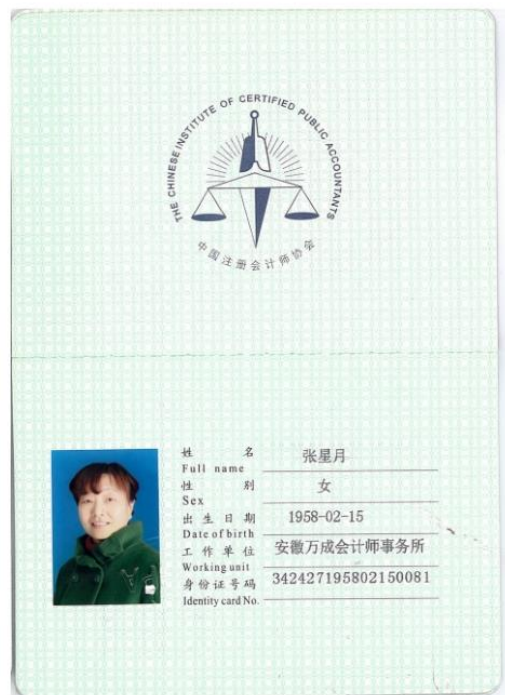 THE CHINESE INSTITUTE OF CERTIFIED PUBLIC ACCOUNTANTS
中国注册会计师协会
姓 名 张星月
Full name
性 别 女
Sex
出生日期 1958-02-15
Date of birth
工作单位 安徽万成会计师事务所
Working unit
身份证号码 342427195802150081
Identity card No.